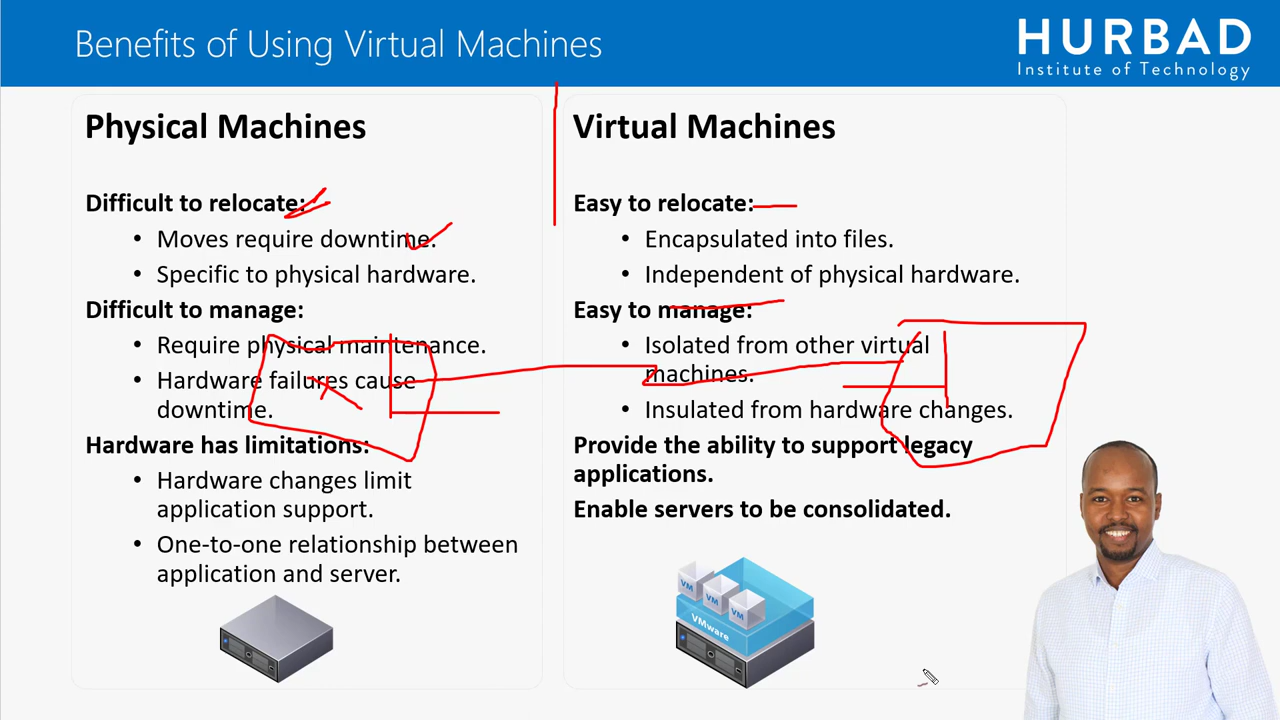 Benefits of Using Virtual Machines
HURBAD
Institute of Technology
Physical Machines
Difficult to relocate:
• Moves require downtime.
• Specific to physical hardware.
Difficult to manage:
• Require physical maintenance.
• Hardware failures cause
downtime.
Hardware has limitations:
• Hardware changes limit
application support.
• One-to-one relationship between
application and server.
Virtual Machines
Easy to relocate:
• Encapsulated into files.
• Independent of physical hardware.
Easy to manage:
• Isolated from other virtual
machines.
• Insulated from hardware changes.
Provide the ability to support legacy
applications.
Enable servers to be consolidated.
VM
VM
VM
VMware